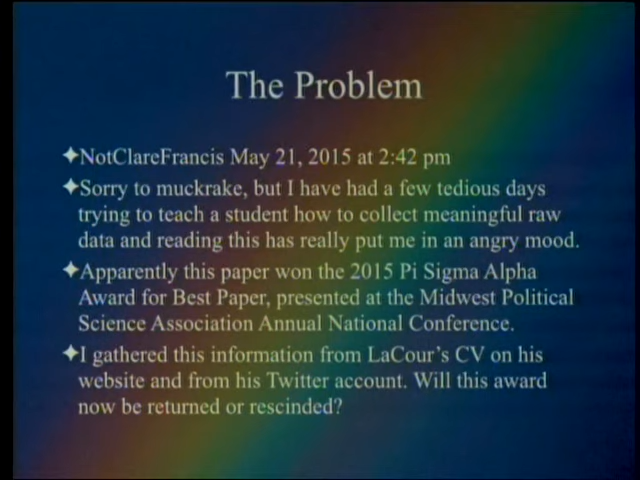 The Problem
✦NotClareFrancis May 21, 2015 at 2:42 pm
✦Sorry to muckrake, but I have had a few tedious days
trying to teach a student how to collect meaningful raw
data and reading this has really put me in an angry mood.
✦Apparently this paper won the 2015 Pi Sigma Alpha
Award for Best Paper, presented at the Midwest Political
Science Association Annual National Conference.
✦I gathered this information from LaCour's CV on his
website and from his Twitter account. Will this award
now be returned or rescinded?